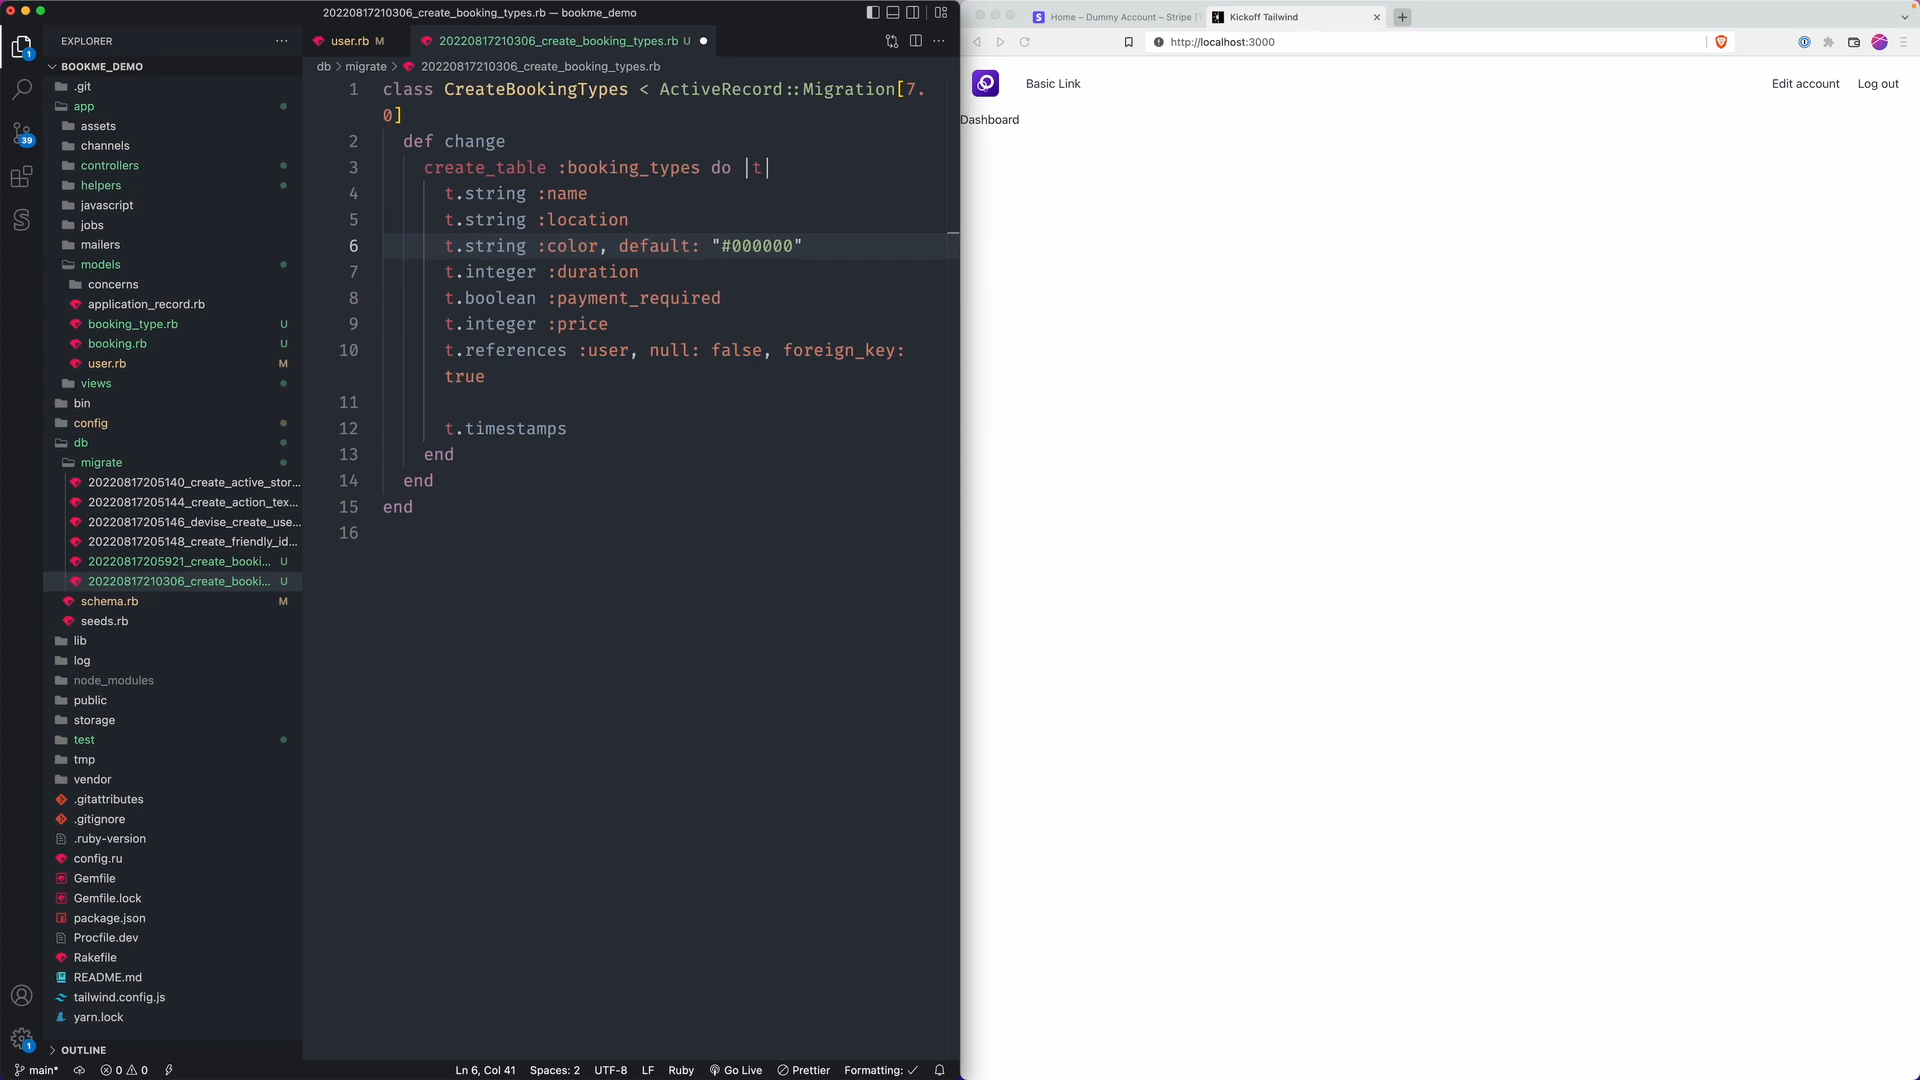 20220817210306_create_booking_types.rb — bookme_demo
EXPLORER
BOOKME_DEMO
.git
app
assets
channels
controllers
helpers
javascript
jobs
mailers
models
concerns
application_record.rb
booking_type.rb U
booking.rb U
user.rb M
views
bin
config
db
migrate
20220817205140_create_active_stor...
20220817205144_create_action_tex...
20220817205146_devise_create_use...
20220817205148_create_friendly_id...
20220817205921_create_booki... U
20220817210306_create_booki... U
schema.rb M
seeds.rb
lib
log
node_modules
public
storage
test
tmp
vendor
.gitattributes
.gitignore
.ruby-version
config.ru
Gemfile
Gemfile.lock
package.json
Procfile.dev
Rakefile
README.md
tailwind.config.js
yarn.lock
OUTLINE
1
39
1
user.rb M
20220817210306_create_booking_types.rb U
db > migrate > 20220817210306_create_booking_types.rb
1 class CreateBookingTypes < ActiveRecord::Migration[7.
0]
2 def change
3 create_table :booking_types do |t|
4 t.string :name
5 t.string :location
6 t.string :color, default: "#000000"
7 t.integer :duration
8 t.boolean :payment_required
9 t.integer :price
10 t.references :user, null: false, foreign_key:
true
11
12 t.timestamps
13 end
14 end
15 end
16
main* 0 0 Ln 6, Col 41 Spaces: 2 UTF-8 LF Ruby Go Live Prettier Formatting: ✓
Home – Dummy Account – Stripe [
Kickoff Tailwind
http://localhost:3000
Basic Link
Edit account
Log out
Dashboard